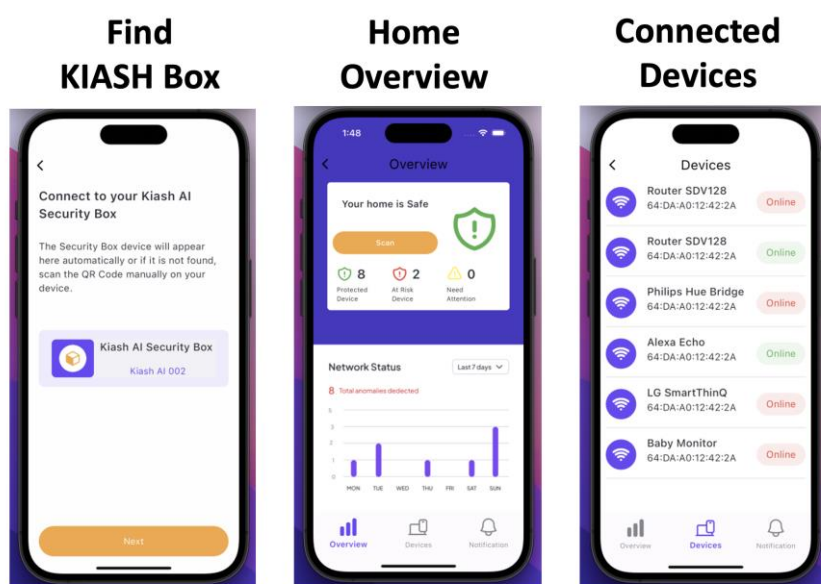 Find
KIASH Box
Home
Overview
Connected
Devices
Connect to your Kiash AI
Security Box
The Security Box device will appear
here automatically or if it is not found,
scan the QR Code manually on your
device.
Kiash AI Security Box
Kiash AI 002
Next
1:48
Overview
Your home is Safe
Scan
8
Protected
Device
2
At Risk
Device
0
Need
Attention
Network Status
Last 7 days
8 Total anomalies dedected
5
3
2
1
0
MON TUE WED THU FRI SAT SUN
Overview Devices Notification
Devices
Router SDV128
64:DA:A0:12:42:2A
Online
Router SDV128
64:DA:A0:12:42:2A
Online
Philips Hue Bridge
64:DA:A0:12:42:2A
Online
Alexa Echo
64:DA:A0:12:42:2A
Online
LG SmartThinQ
64:DA:A0:12:42:2A
Online
Baby Monitor
64:DA:A0:12:42:2A
Online
Overview Devices Notification